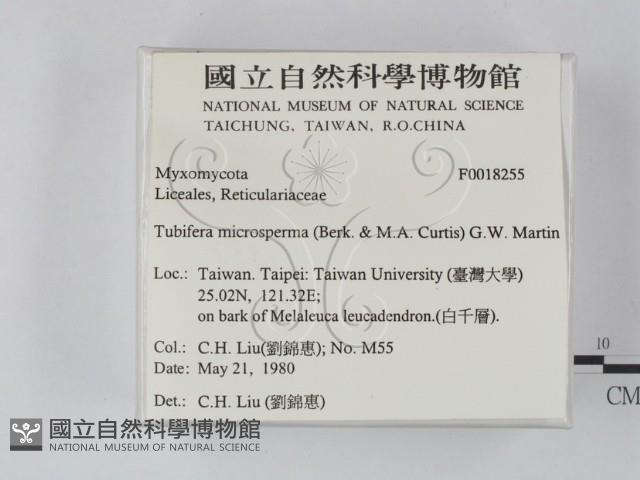 國立自然科學博物館
NATIONAL MUSEUM OF NATURAL SCIENCE
TAICHUNG, TAIWAN, R.O.CHINA
Myxomycota F0018255
Liceales, Reticulariaceae
Tubifera microsperma (Berk. & M.A. Curtis) G.W. Martin
Loc.: Taiwan. Taipei: Taiwan University (臺灣大學)
25.02N, 121.32E;
on bark of Melaleuca leucadendron.(白千層).
Col.: C.H. Liu(劉錦惠); No. M55
Date: May 21, 1980
Det.: C.H. Liu (劉錦惠)
10
CM
國立自然科學博物館
NATIONAL MUSEUM OF NATURAL SCIENCE